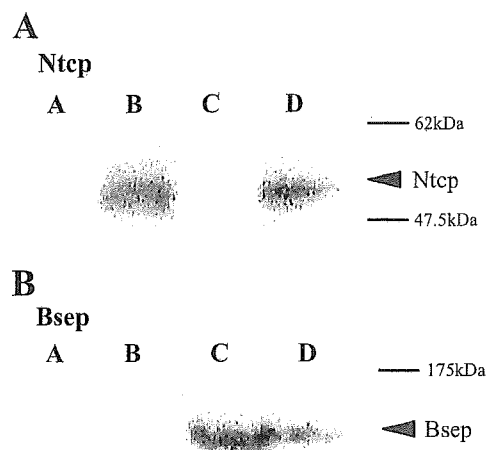 A
Ntcp
A B C D
62kDa
Ntcp
47.5kDa
B
Bsep
A B C D
175kDa
Bsep